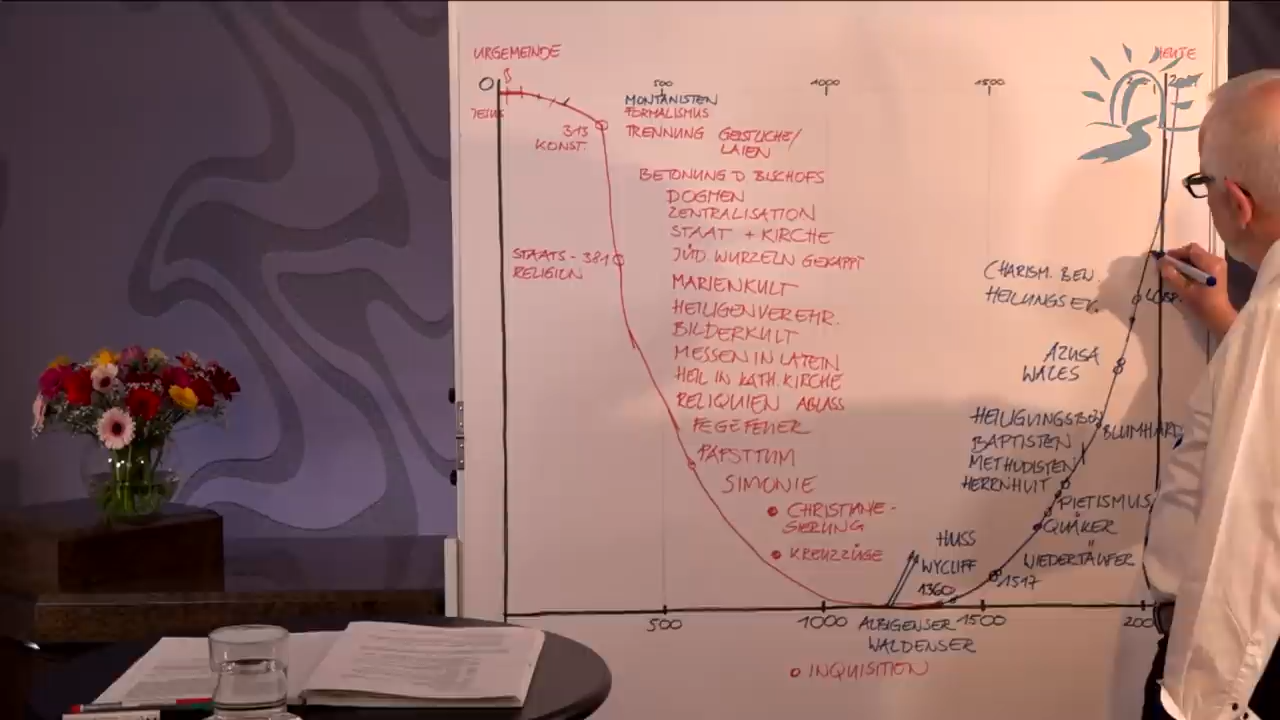 URGEMEINDE
HEUTE
0
500
1000
1500
JESUS
MONTANISTEN
FORMALISMUS
313
KONST.
TRENNUNG GEISTLICHE/
LAIEN
BETONUNG D BISCHOFS
DOGMEN
ZENTRALISATION
STAAT + KIRCHE
STAATS - 381
RELIGION
JÜD. WURZELN GEKAPPT
MARIENKULT
HEILIGENVEREHR.
BILDERKULT
MESSEN IN LATEIN
HEIL IN KATH. KIRCHE
RELIQUIEN ABLASS
FEGEFEUER
PAPSTTUM
SIMONIE
CHRISTIANI-
SIERUNG
KREUZZÜGE
CHARISM. BEW.
HEILUNGSEV.
AZUSA
WALES
HEILIGUNGSBEW
BLUMHARDT
BAPTISTEN
METHODISTEN
HERRNHUT
PIETISMUS
QUÄKER
HUSS
WIEDERTÄUFER
WYCLIFF
1360
1517
500
1000
ALBIGENSER
1500
200
WALDENSER
INQUISITION